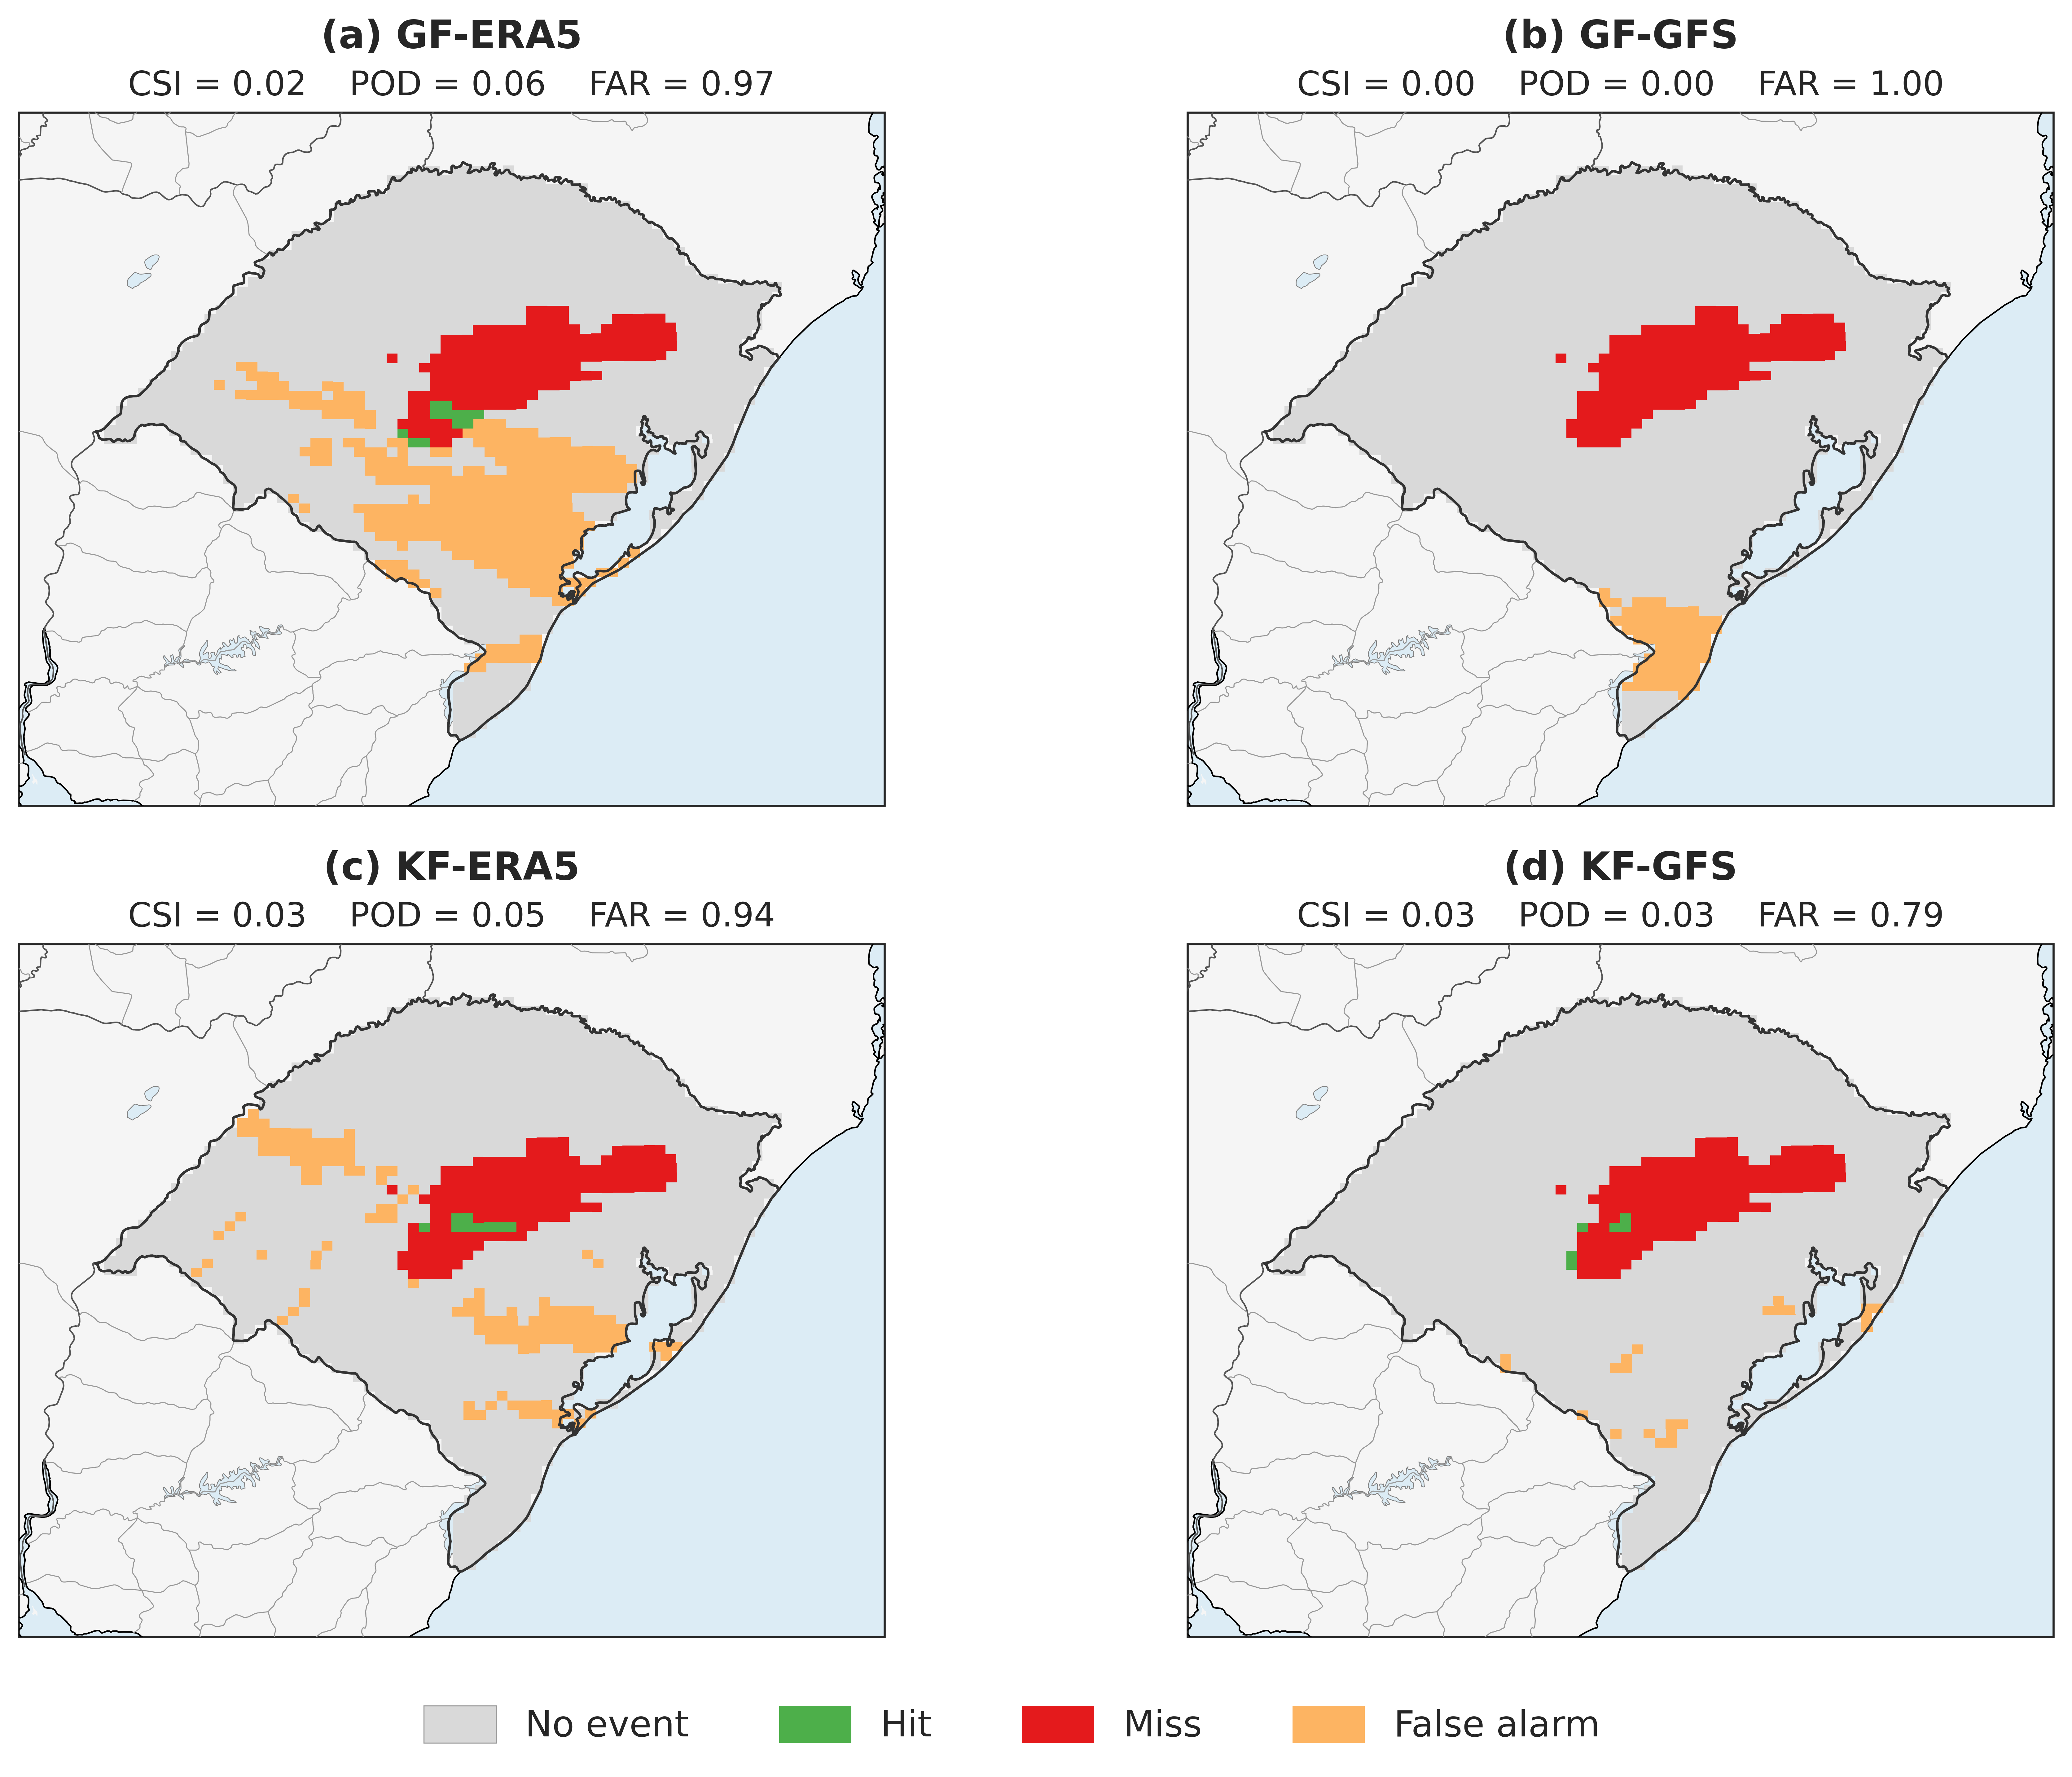 (a) GF-ERA5
CSI = 0.02 POD = 0.06 FAR = 0.97
(b) GF-GFS
CSI = 0.00 POD = 0.00 FAR = 1.00
(c) KF-ERA5
CSI = 0.03 POD = 0.05 FAR = 0.94
(d) KF-GFS
CSI = 0.03 POD = 0.03 FAR = 0.79
No event Hit Miss False alarm